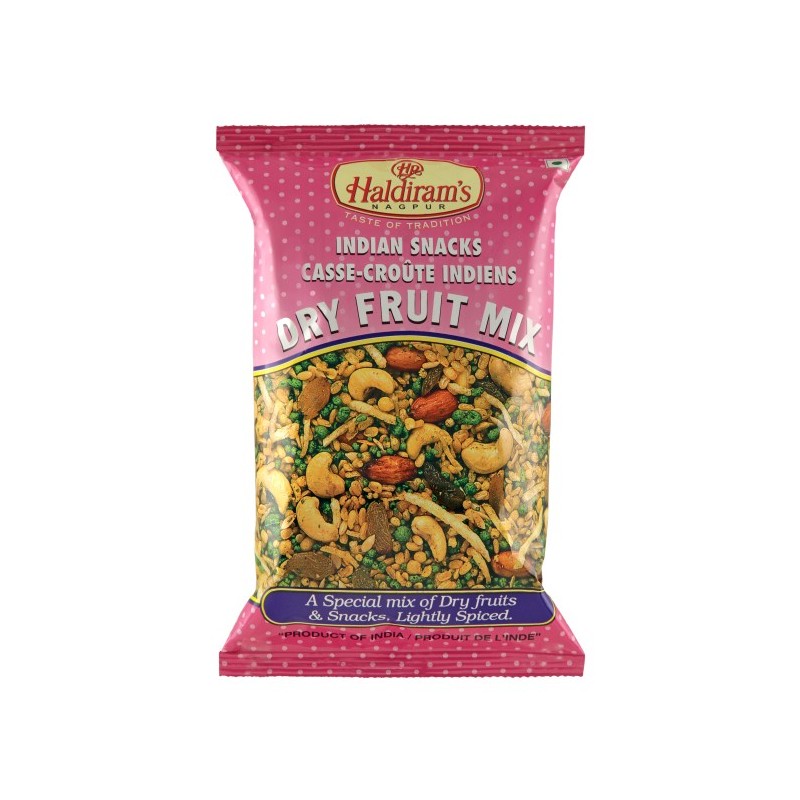 HR
Haldiram's
NAGPUR
TASTE OF TRADITION
INDIAN SNACKS
CASSE-CROÛTE INDIENS
DRY FRUIT MIX
A Special mix of Dry fruits
& Snacks. Lightly Spiced.
"PRODUCT OF INDIA / PRODUIT DE L'INDE"